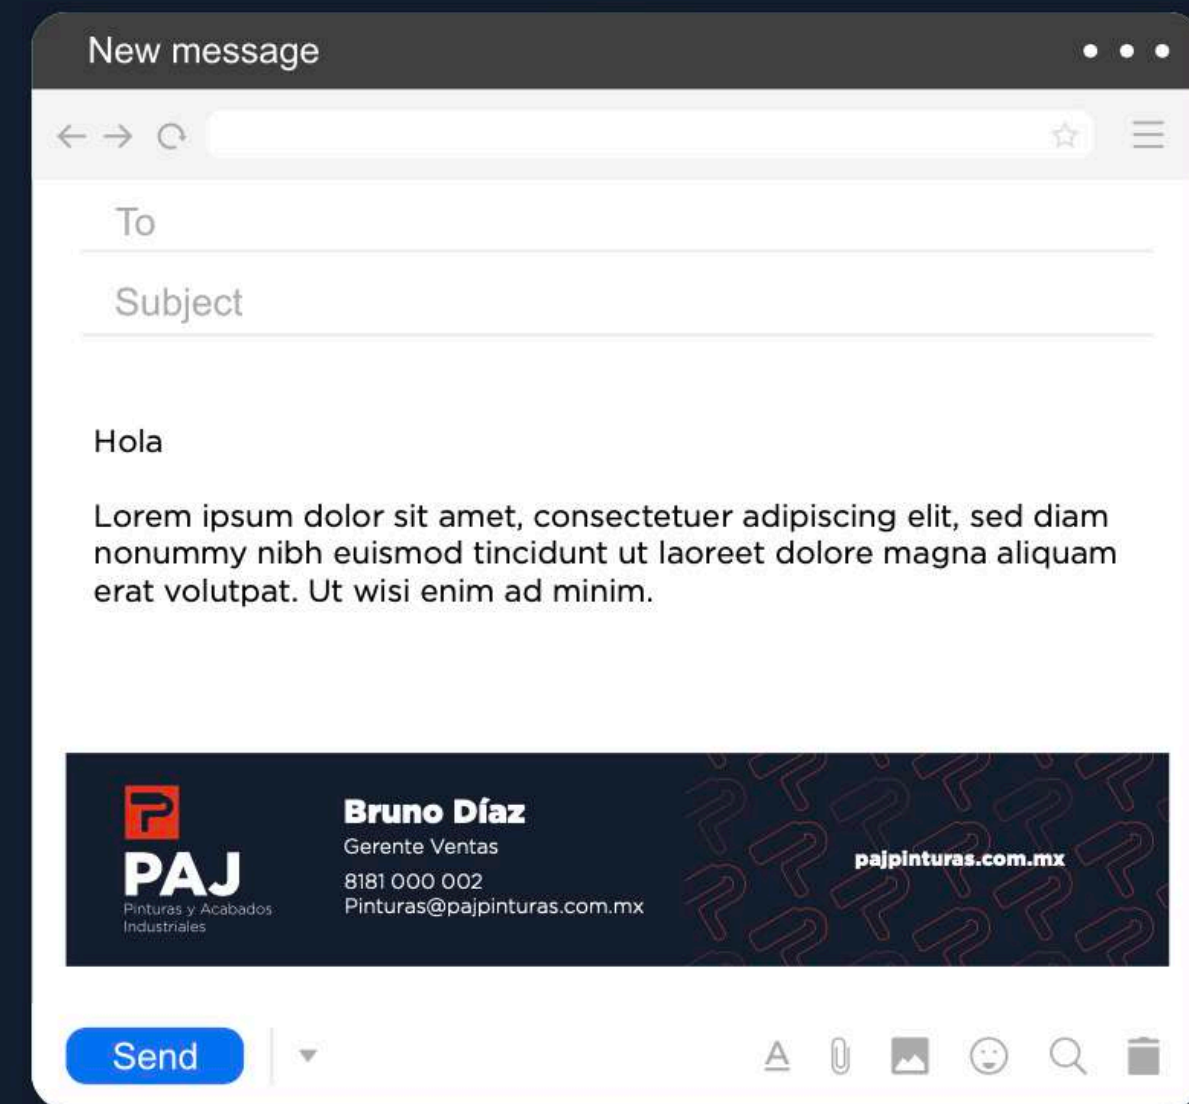 New message
To
Subject
Hola
Lorem ipsum dolor sit amet, consectetuer adipiscing elit, sed diam
nonummy nibh euismod tincidunt ut laoreet dolore magna aliquam
erat volutpat. Ut wisi enim ad minim.
PAJ
Pinturas y Acabados
Industriales
Bruno Díaz
Gerente Ventas
8181 000 002
Pinturas@pajpinturas.com.mx
pajpinturas.com.mx
Send
A